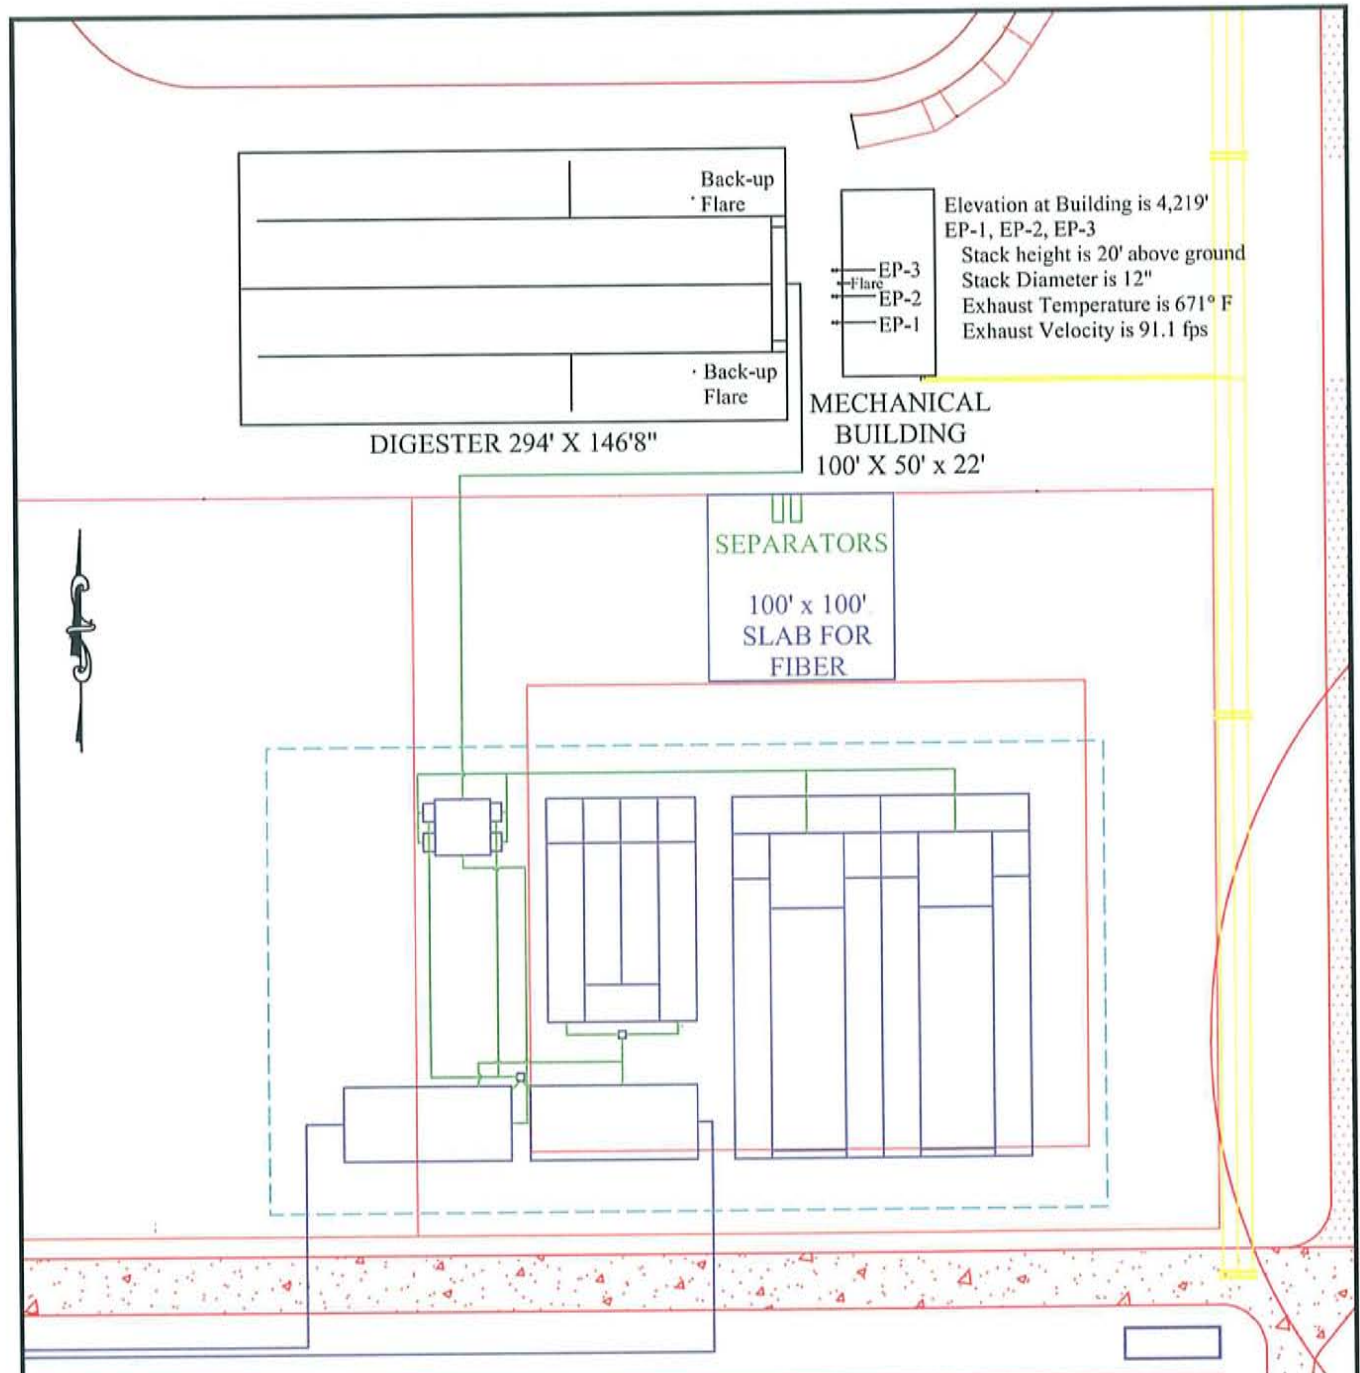 Back-up
Flare
Back-up
Flare
DIGESTER 294' X 146'8"
EP-3
Flare
EP-2
EP-1
Elevation at Building is 4,219'
EP-1, EP-2, EP-3
Stack height is 20' above ground
Stack Diameter is 12"
Exhaust Temperature is 671° F
Exhaust Velocity is 91.1 fps
MECHANICAL
BUILDING
100' X 50' x 22'
SEPARATORS
100' x 100'
SLAB FOR
FIBER